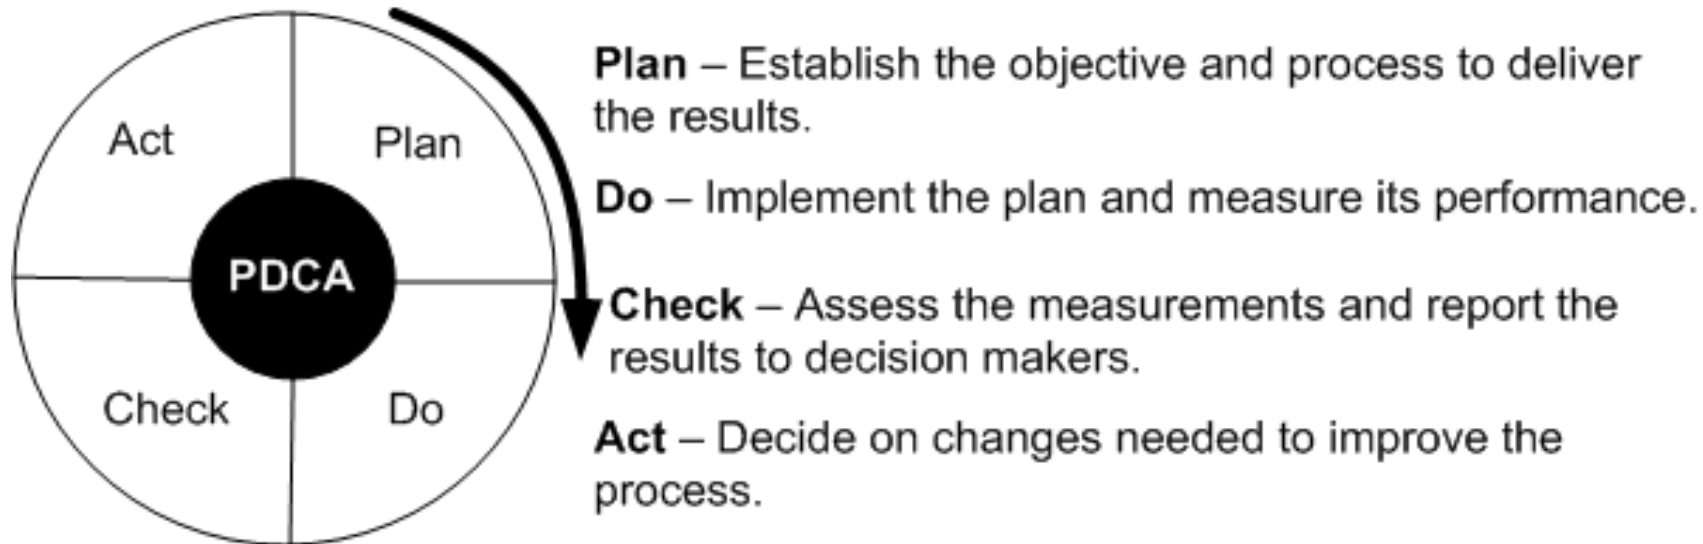 Act
Plan
PDCA
Check
Do
Plan – Establish the objective and process to deliver
the results.
Do – Implement the plan and measure its performance.
Check – Assess the measurements and report the
results to decision makers.
Act – Decide on changes needed to improve the
process.